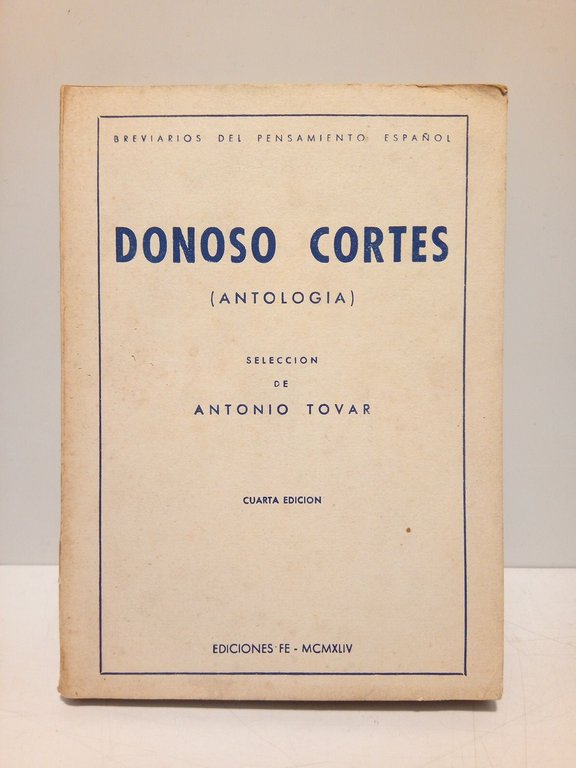 BREVIARIOS DEL PENSAMIENTO ESPAÑOL
DONOSO CORTES
(ANTOLOGIA)
SELECCION
DE
ANTONIO TOVAR
CUARTA EDICION
EDICIONES FE - MCMXLIV